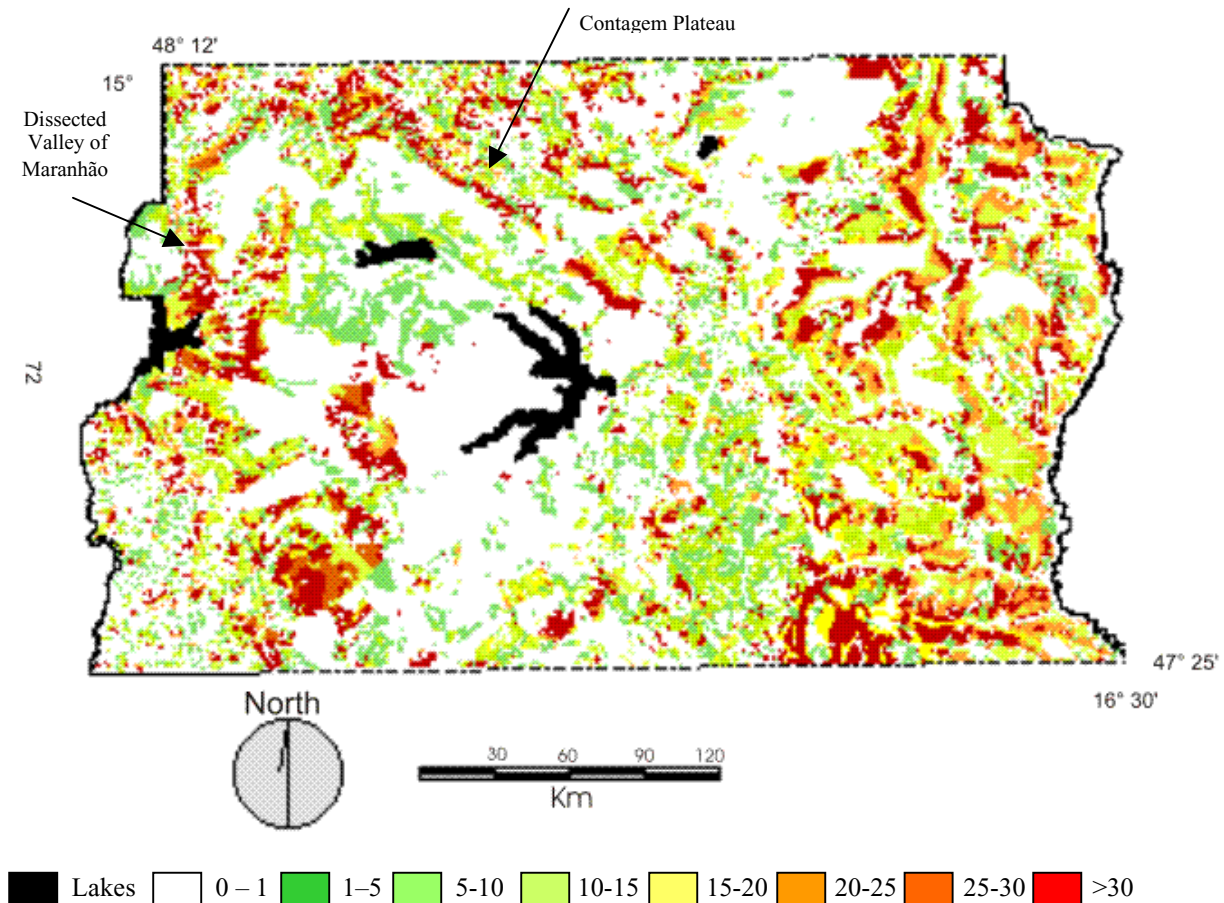 Contagem Plateau
48° 12'
15°
Dissected
Valley of
Maranhão
72
47° 25'
16° 30'
North
30 60 90 120
Km
Lakes 0 – 1 1–5 5-10 10-15 15-20 20-25 25-30 >30